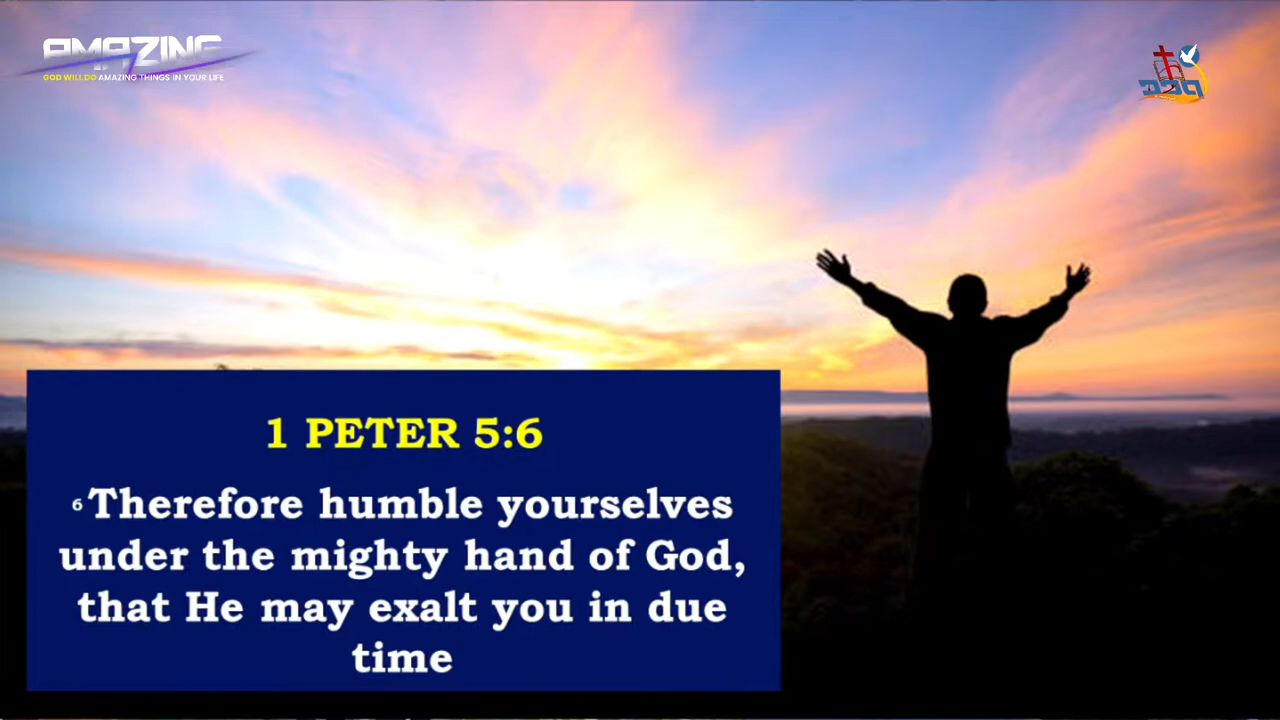 AMAZING
GOD WILL DO AMAZING THINGS IN YOUR LIFE
1 PETER 5:6
6 Therefore humble yourselves
under the mighty hand of God,
that He may exalt you in due
time